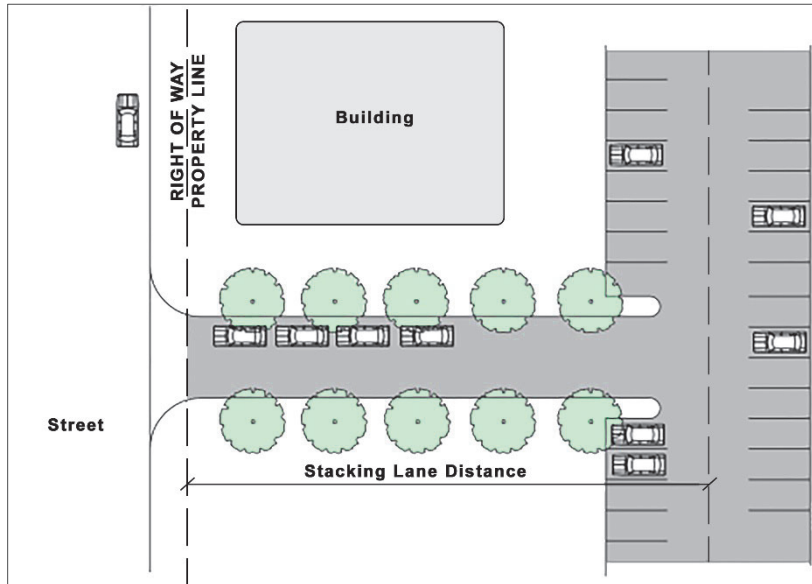 RIGHT OF WAY
PROPERTY LINE
Building
Street
Stacking Lane Distance